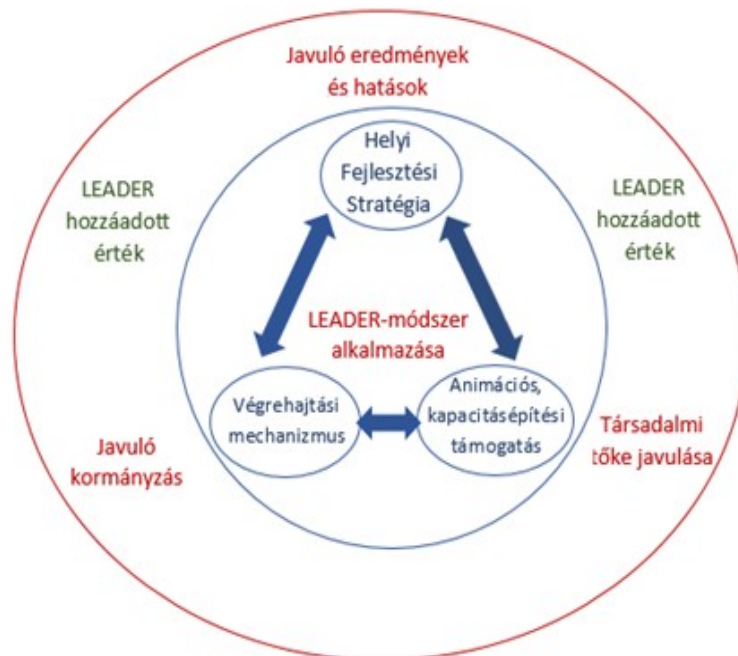 Javuló eredmények
és hatások
Helyi
Fejlesztési
Stratégia
LEADER
hozzáadott
érték
LEADER
hozzáadott
érték
LEADER-módszer
alkalmazása
Végrehajtási
mechanizmus
Animációs,
kapacitásépítési
támogatás
Javuló
kormányzás
Társadalmi
tőke javulása